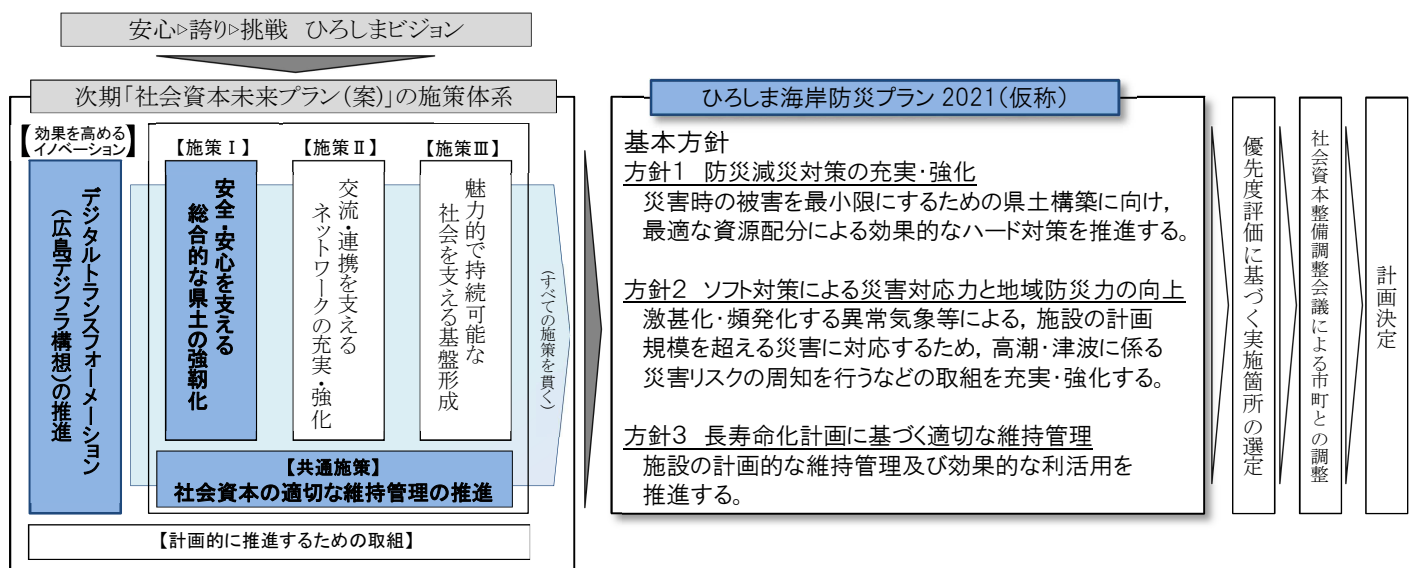 安心▷誇り▷挑戦　ひろしまビジョン
次期「社会資本未来プラン（案）」の施策体系
【効果を高める
イノベーション】
デジタルトランスフォーメーション
（広島デジフラ構想）の推進
【施策Ⅰ】
安全・安心を支える
総合的な県土の強靭化
【施策Ⅱ】
交流・連携を支える
ネットワークの充実・強化
【施策Ⅲ】
魅力的で持続可能な
社会を支える基盤形成
（すべての施策を貫く）
【共通施策】
社会資本の適切な維持管理の推進
【計画的に推進するための取組】
ひろしま海岸防災プラン 2021（仮称）
基本方針
方針1　防災減災対策の充実・強化
災害時の被害を最小限にするための県土構築に向け，
最適な資源配分による効果的なハード対策を推進する。
方針2　ソフト対策による災害対応力と地域防災力の向上
激甚化・頻発化する異常気象等による，施設の計画
規模を超える災害に対応するため，高潮・津波に係る
災害リスクの周知を行うなどの取組を充実・強化する。
方針3　長寿命化計画に基づく適切な維持管理
施設の計画的な維持管理及び効果的な利活用を
推進する。
優先度評価に基づく実施箇所の選定
社会資本整備調整会議による市町との調整
計画決定